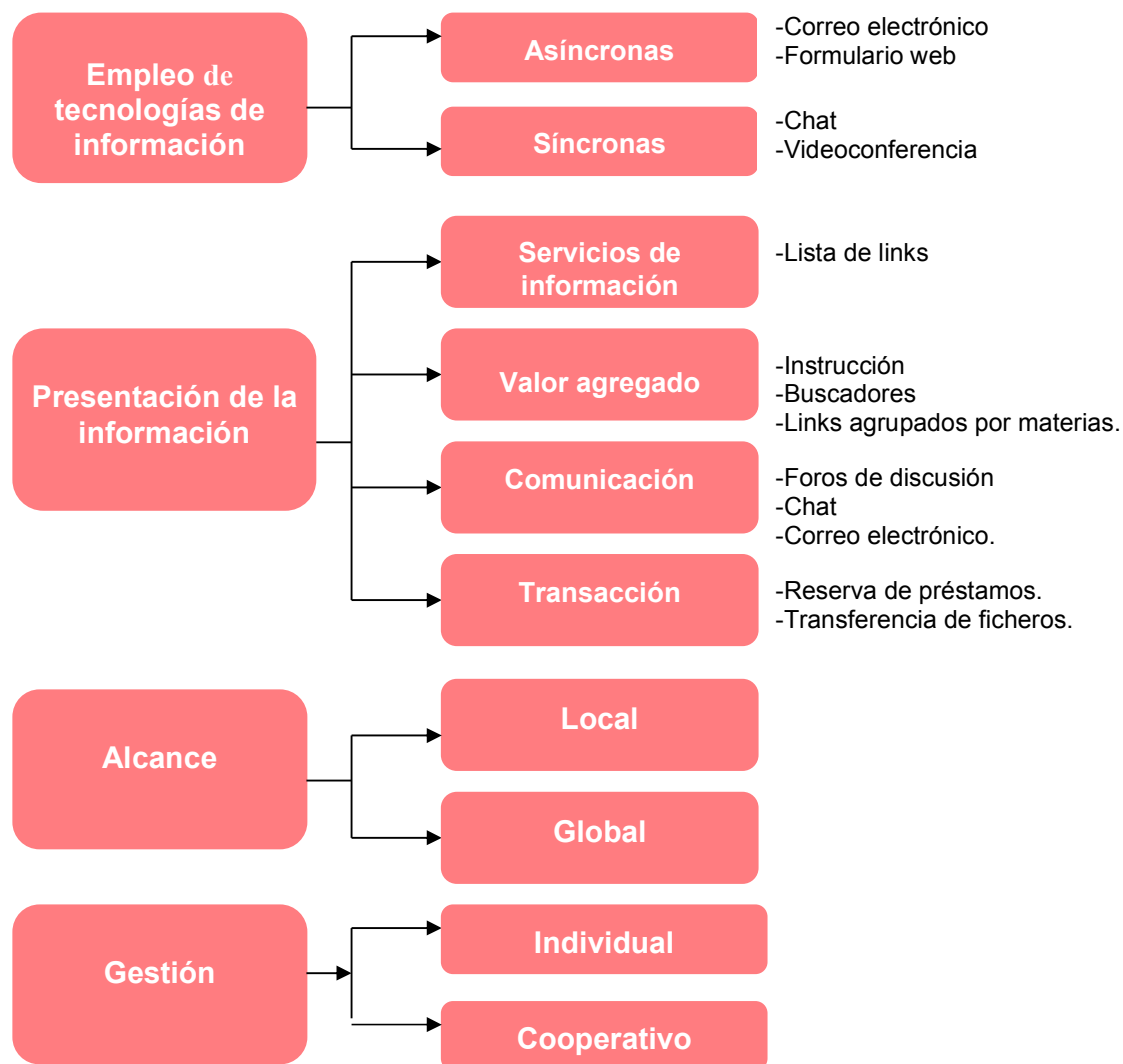 Empleo de
tecnologías de
información
Asíncronas
-Correo electrónico
-Formulario web
Síncronas
-Chat
-Videoconferencia
Presentación de la
información
Servicios de
información
-Lista de links
Valor agregado
-Instrucción
-Buscadores
-Links agrupados por materias.
Comunicación
-Foros de discusión
-Chat
-Correo electrónico.
Transacción
-Reserva de préstamos.
-Transferencia de ficheros.
Alcance
Local
Global
Gestión
Individual
Cooperativo